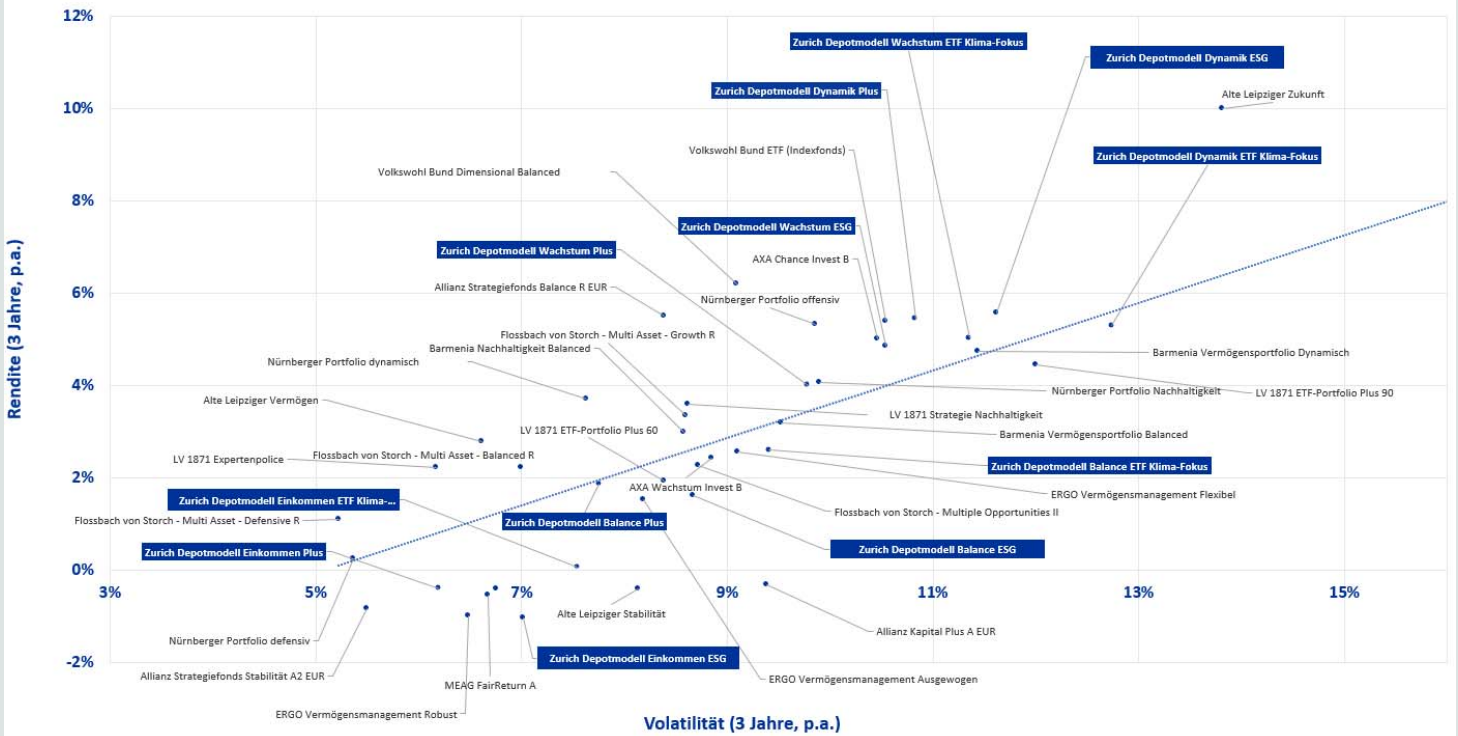 12%
Zurich Depotmodell Wachstum ETF Klima-Fokus
Zurich Depotmodell Dynamik ESG
Zurich Depotmodell Dynamik Plus
Alte Leipziger Zukunft
10%
Volkswohl Bund ETF (Indexfonds)
Zurich Depotmodell Dynamik ETF Klima-Fokus
Volkswohl Bund Dimensional Balanced
8%
Zurich Depotmodell Wachstum ESG
Zurich Depotmodell Wachstum Plus
AXA Chance Invest B
Allianz Strategiefonds Balance R EUR
6%
Nürnberger Portfolio offensiv
Flossbach von Storch - Multi Asset - Growth R
Barmenia Nachhaltigkeit Balanced
Barmenia Vermögensportfolio Dynamisch
Nürnberger Portfolio dynamisch
4%
Nürnberger Portfolio Nachhaltigkeit
LV 1871 ETF-Portfolio Plus 90
Alte Leipziger Vermögen
LV 1871 Strategie Nachhaltigkeit
LV 1871 ETF-Portfolio Plus 60
Barmenia Vermögensportfolio Balanced
Flossbach von Storch - Multi Asset - Balanced R
LV 1871 Expertenpolice
Zurich Depotmodell Balance ETF Klima-Fokus
2%
AXA Wachstum Invest B
ERGO Vermögensmanagement Flexibel
Zurich Depotmodell Einkommen ETF Klima-...
Flossbach von Storch - Multiple Opportunities II
Flossbach von Storch - Multi Asset - Defensive R
Zurich Depotmodell Balance Plus
Zurich Depotmodell Balance ESG
Zurich Depotmodell Einkommen Plus
0%
3%
5%
7%
9%
11%
13%
15%
Alte Leipziger Stabilität
Allianz Kapital Plus A EUR
Nürnberger Portfolio defensiv
Zurich Depotmodell Einkommen ESG
-2%
Allianz Strategiefonds Stabilität A2 EUR
ERGO Vermögensmanagement Ausgewogen
MEAG FairReturn A
ERGO Vermögensmanagement Robust
Volatilität (3 Jahre, p.a.)
Rendite (3 Jahre, p.a.)